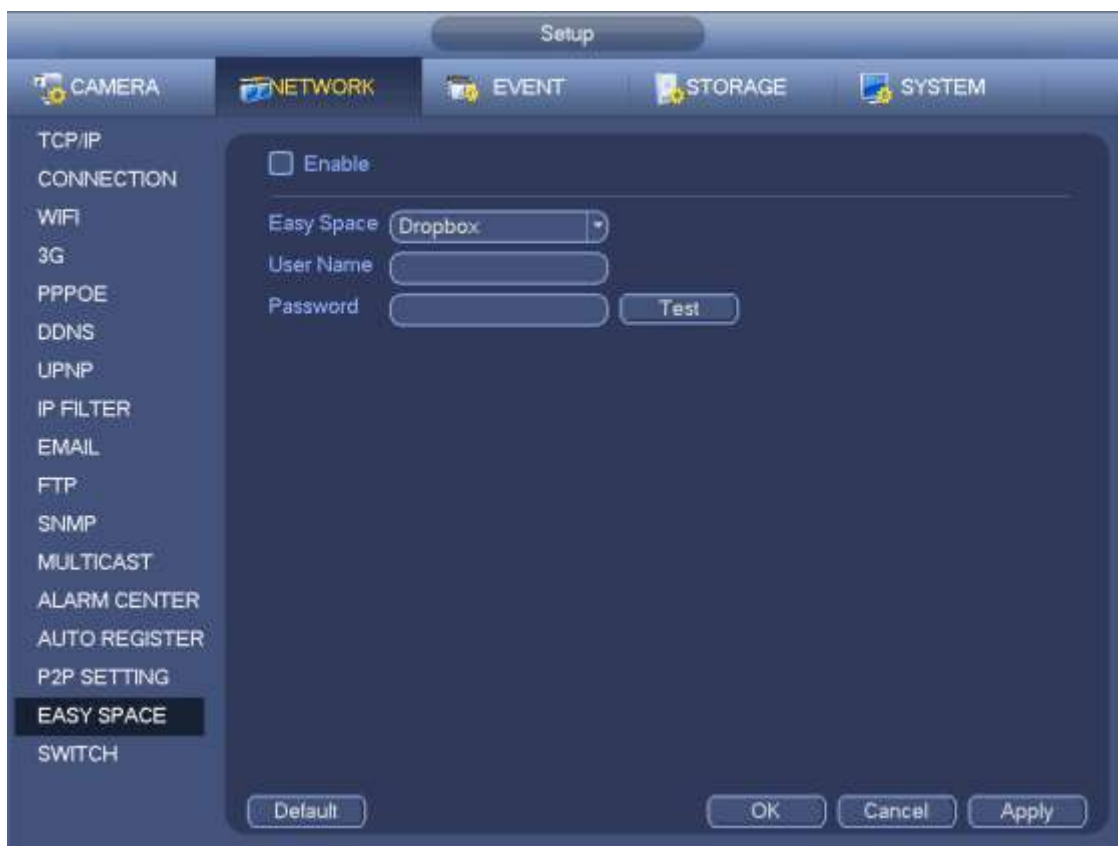 Setup
CAMERA NETWORK EVENT STORAGE SYSTEM
TCP/IP
CONNECTION
WIFI
3G
PPPOE
DDNS
UPNP
IP FILTER
EMAIL
FTP
SNMP
MULTICAST
ALARM CENTER
AUTO REGISTER
P2P SETTING
EASY SPACE
SWITCH
Enable
Easy Space Dropbox
User Name
Password Test
Default OK Cancel Apply